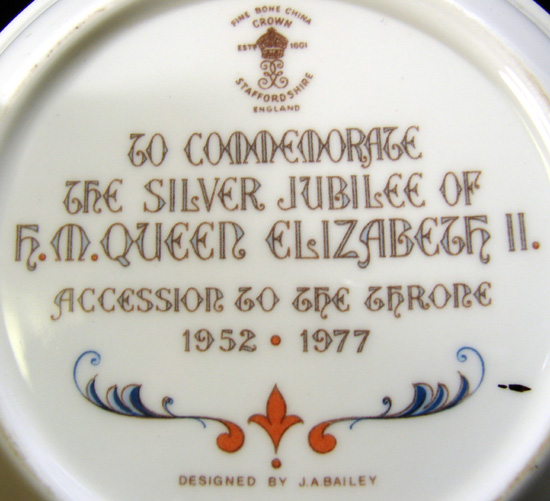 FINE BONE CHINA
CROWN
ESTD 1801
STAFFORDSHIRE
ENGLAND
TO COMMEMORATE
THE SILVER JUBILEE OF
H.M. QUEEN ELIZABETH II.
ACCESSION TO THE THRONE
1952 • 1977
DESIGNED BY J.A.BAILEY